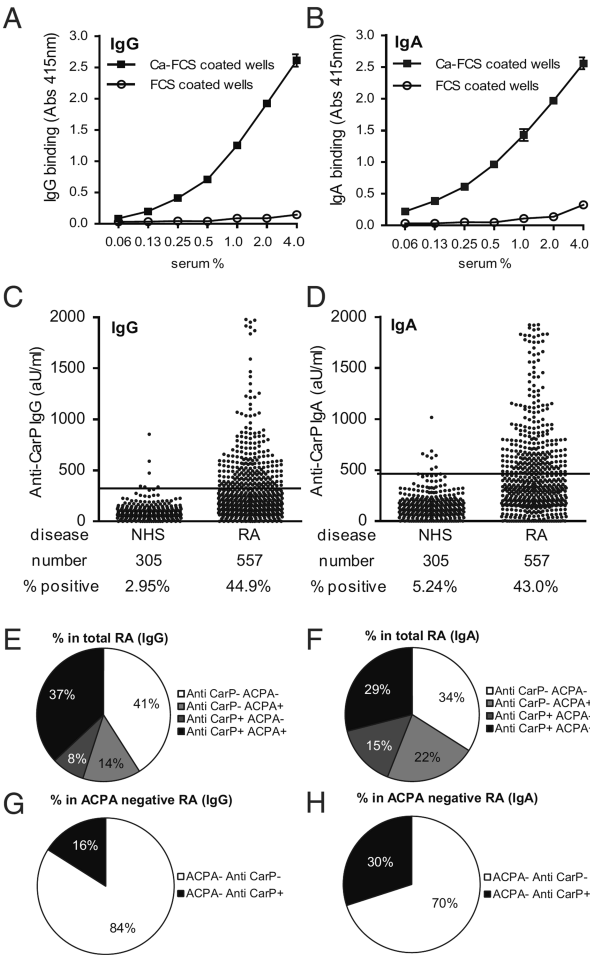 A
IgG
Ca-FCS coated wells
FCS coated wells
IgG binding (Abs 415nm)
3.0
2.5
2.0
1.5
1.0
0.5
0.0
0.06 0.13 0.25 0.5 1.0 2.0 4.0
serum %
B
IgA
Ca-FCS coated wells
FCS coated wells
IgA binding (Abs 415nm)
3.0
2.5
2.0
1.5
1.0
0.5
0.0
0.06 0.13 0.25 0.5 1.0 2.0 4.0
serum %
C
IgG
Anti-CarP IgG (aU/ml)
2000
1500
1000
500
0
disease NHS RA
number 305 557
% positive 2.95% 44.9%
D
IgA
Anti-CarP IgA (aU/ml)
2000
1500
1000
500
0
disease NHS RA
number 305 557
% positive 5.24% 43.0%
E
% in total RA (IgG)
37%
41%
8%
14%
Anti CarP- ACPA-
Anti CarP- ACPA+
Anti CarP+ ACPA-
Anti CarP+ ACPA+
F
% in total RA (IgA)
29%
34%
15%
22%
Anti CarP- ACPA-
Anti CarP- ACPA+
Anti CarP+ ACPA-
Anti CarP+ ACPA
G
% in ACPA negative RA (IgG)
16%
84%
ACPA- Anti CarP-
ACPA- Anti CarP+
H
% in ACPA negative RA (IgA)
30%
70%
ACPA- Anti CarP-
ACPA- Anti CarP+